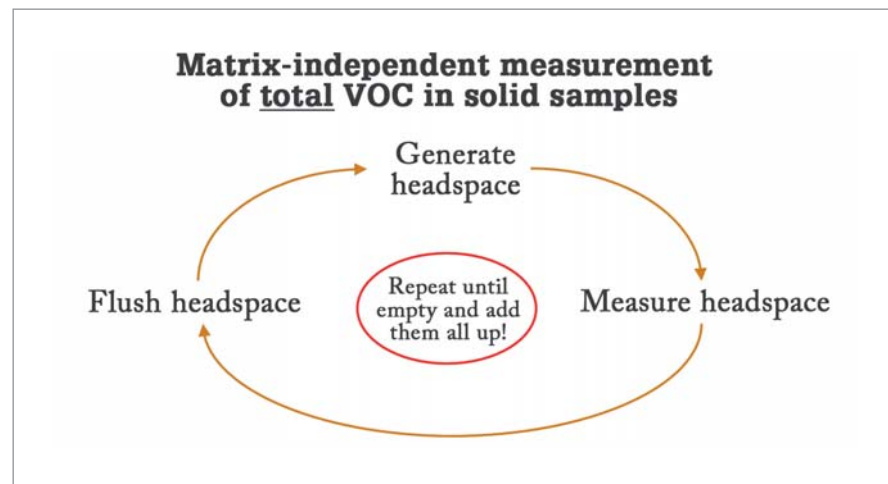 Matrix-independent measurement
of total VOC in solid samples
Generate
headspace
Flush headspace
Repeat until
empty and add
them all up!
Measure headspace